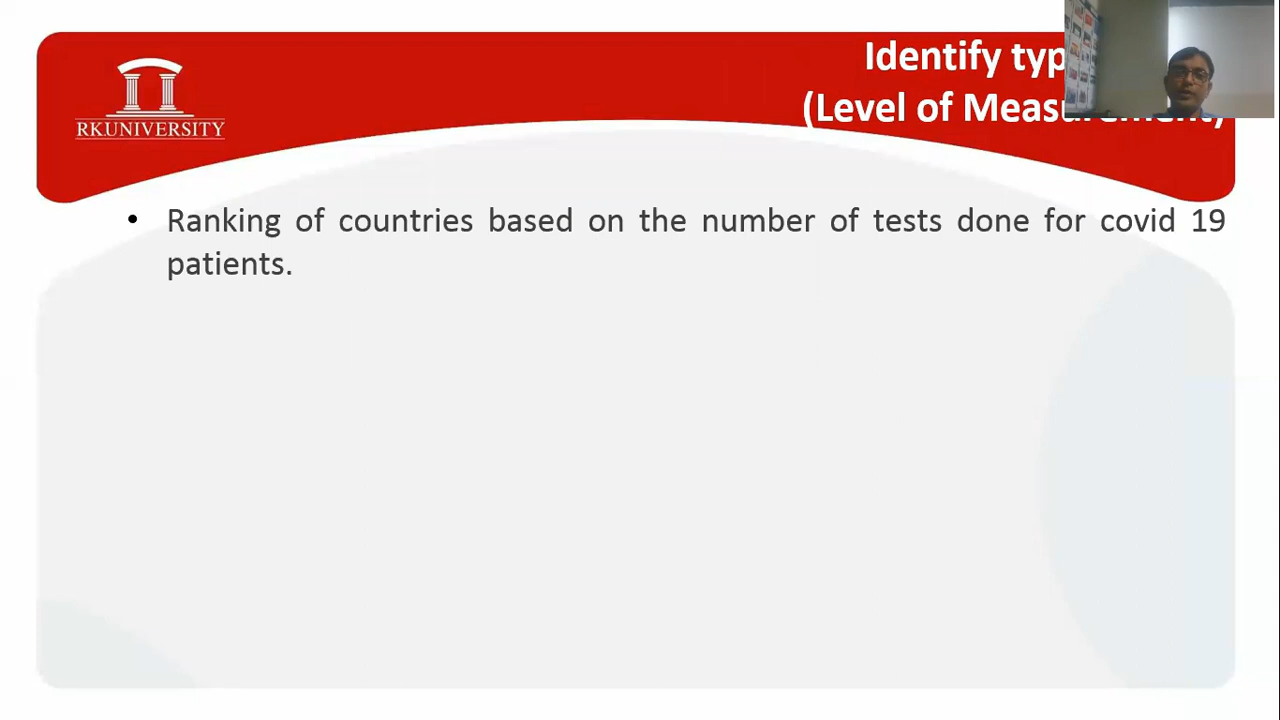 Identify
(Level of Measurement)
RKUNIVERSITY
• Ranking of countries based on the number of tests done for covid 19
patients.